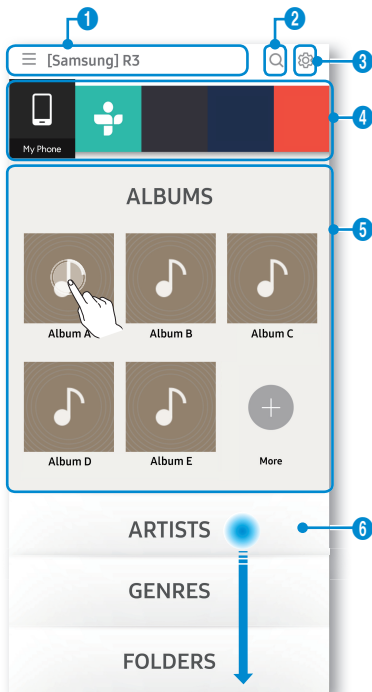 1
2
[Samsung] R3
3
4
My Phone
ALBUMS
5
Album A
Album B
Album C
Album D
Album E
More
ARTISTS
6
GENRES
FOLDERS